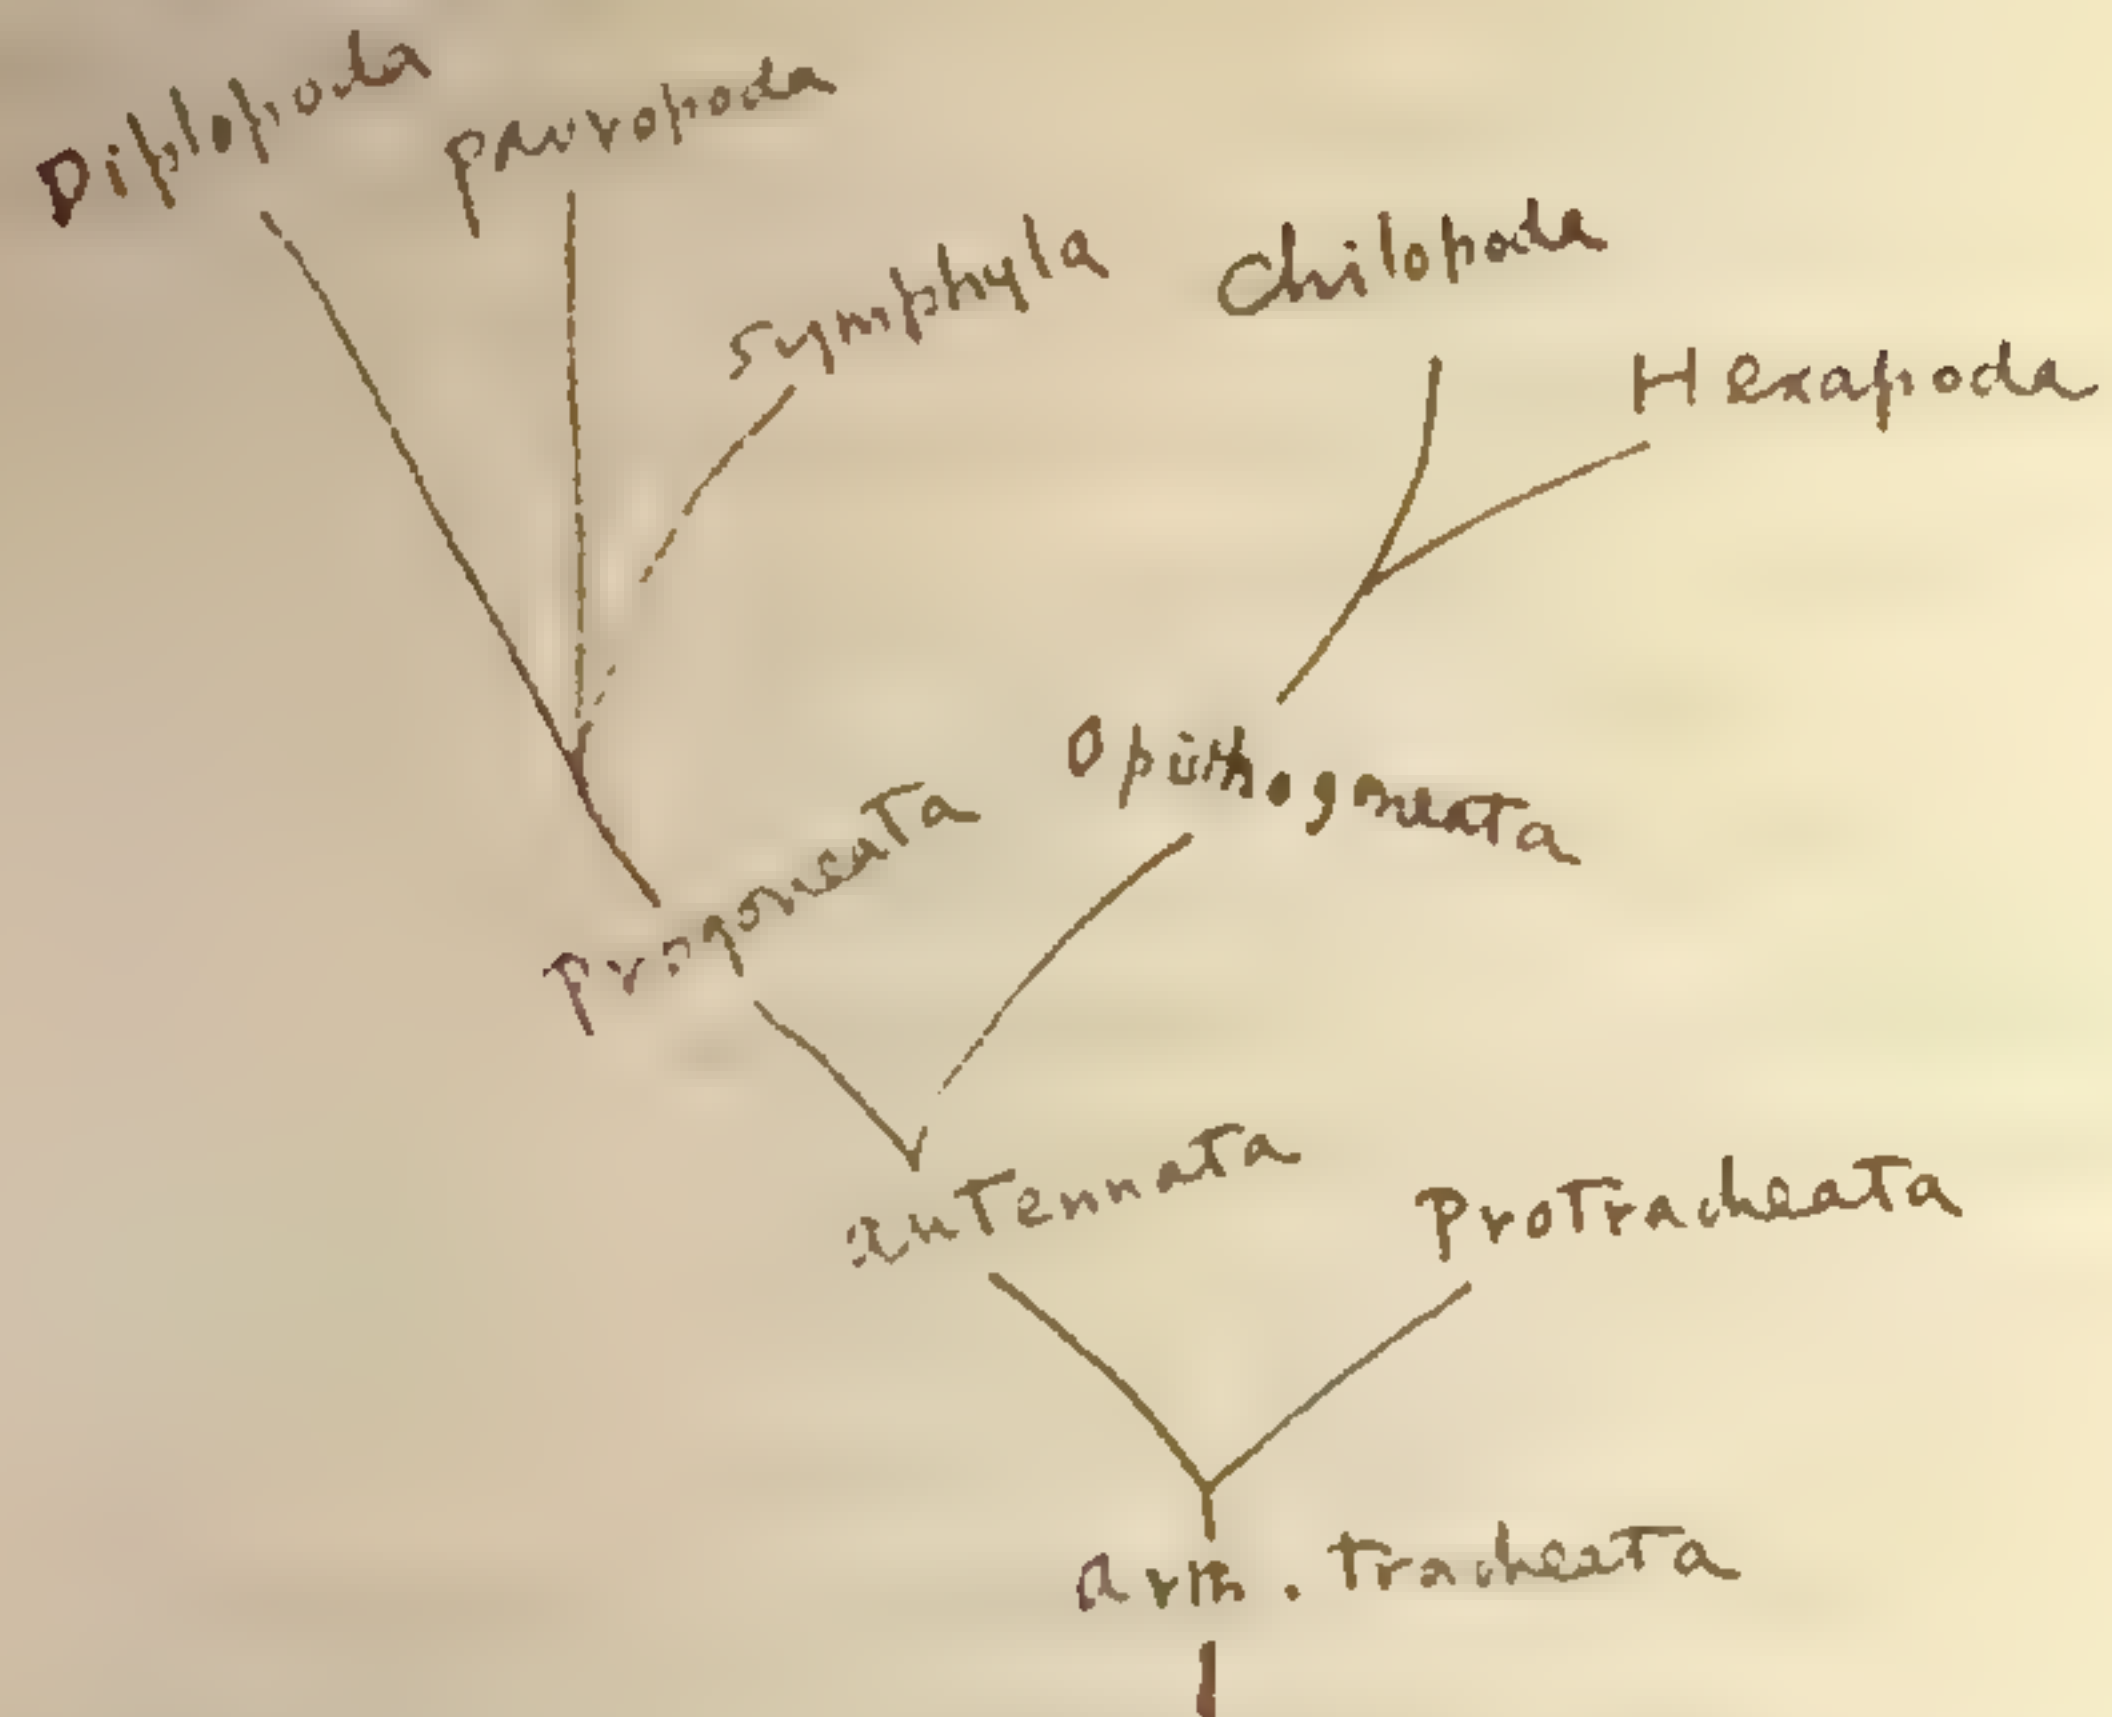 Diplopoda
pauropoda
Symphyla
Chilopoda
Hexapoda
Opisthogoneata
progoneata
antennata
protracheata
arth. tracheata